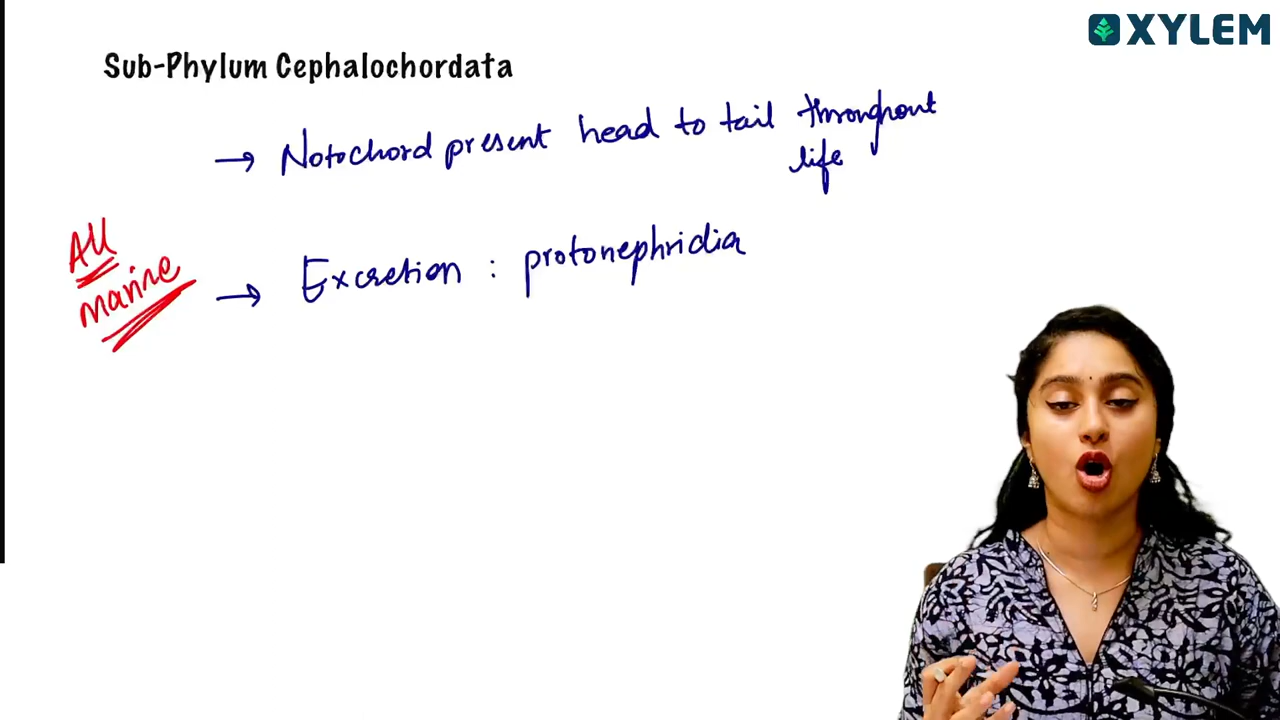 XYLEM
Sub-Phylum Cephalochordata
→ Notochord present head to tail throughout
life
All
marine
→ Excretion : protonephridia